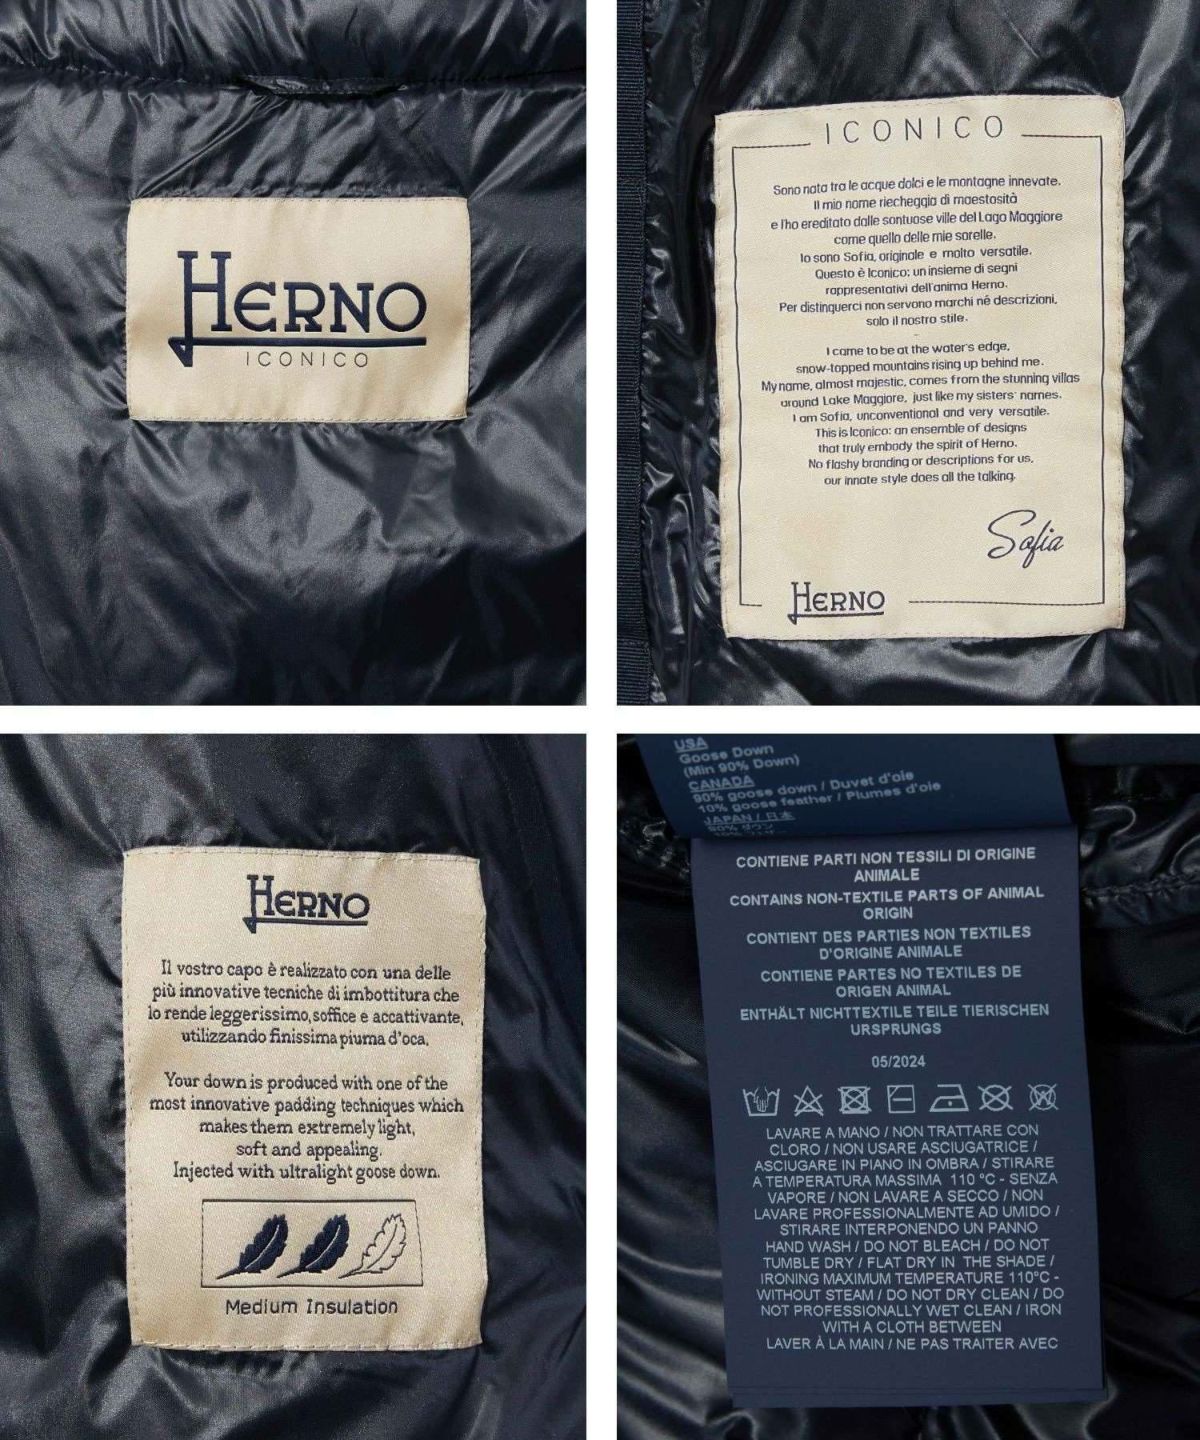 HERNO
ICONICO
ICONICO
Sono nata tra le acque dolci e le montagne innevate.
Il mio nome riecheggia di maestosità
e l'ho ereditato dalle sontuose ville del Lago Maggiore
come quello delle mie sorelle.
Io sono Sofia, originale e molto versatile.
Questo è Iconico: un insieme di segni
rappresentativi dell'anima Herno.
Per distinguerci non servono marchi né descrizioni,
solo il nostro stile.
I came to be at the water's edge,
snow-topped mountains rising up behind me.
My name, almost majestic, comes from the stunning villas
around Lake Maggiore, just like my sisters' names.
I am Sofia, unconventional and very versatile.
This is Iconico: an ensemble of designs
that truly embody the spirit of Herno.
No flashy branding or descriptions for us,
our innate style does all the talking.
Sofia
HERNO
HERNO
Il vostro capo è realizzato con una delle
più innovative tecniche di imbottitura che
lo rende leggerissimo, soffice e accattivante,
utilizzando finissima piuma d'oca.
Your down is produced with one of the
most innovative padding techniques which
makes them extremely light,
soft and appealing.
Injected with ultralight goose down.
Medium Insulation
USA
Goose Down
(Min 90% Down)
CANADA
90% goose down / Duvet d'oie
10% goose feather / Plumes d'oie
JAPAN / 日本
90% ダウン
CONTIENE PARTI NON TESSILI DI ORIGINE
ANIMALE
CONTAINS NON-TEXTILE PARTS OF ANIMAL
ORIGIN
CONTIENT DES PARTIES NON TEXTILES
D'ORIGINE ANIMALE
CONTIENE PARTES NO TEXTILES DE
ORIGEN ANIMAL
ENTHÄLT NICHTTEXTILE TEILE TIERISCHEN
URSPRUNGS
05/2024
LAVARE A MANO / NON TRATTARE CON
CLORO / NON USARE ASCIUGATRICE /
ASCIUGARE IN PIANO IN OMBRA / STIRARE
A TEMPERATURA MASSIMA 110 °C - SENZA
VAPORE / NON LAVARE A SECCO / NON
LAVARE PROFESSIONALMENTE AD UMIDO /
STIRARE INTERPONENDO UN PANNO
HAND WASH / DO NOT BLEACH / DO NOT
TUMBLE DRY / FLAT DRY IN THE SHADE /
IRONING MAXIMUM TEMPERATURE 110°C -
WITHOUT STEAM / DO NOT DRY CLEAN / DO
NOT PROFESSIONALLY WET CLEAN / IRON
WITH A CLOTH BETWEEN
LAVER À LA MAIN / NE PAS TRAITER AVEC